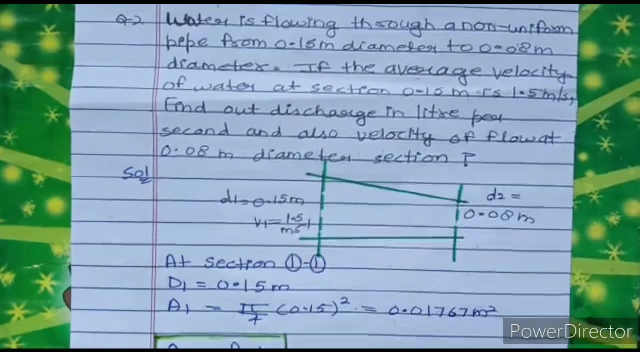 Q-2 Water is flowing through a non-uniform
pepe from 0.15m diameter to 0.08m
diameter. If the average velocity
of water at section 0.15m is 1.5m/s,
Find out discharge in litre per
second and also velocity of flow at
0.08 m diameter section?
Sol
d1=0.15m
d2 =
0.08m
V1= 1.5 ms-1
At section ①-①
D1 = 0.15m
A1 = π/4 (0.15)² = 0.01767m²
PowerDirector